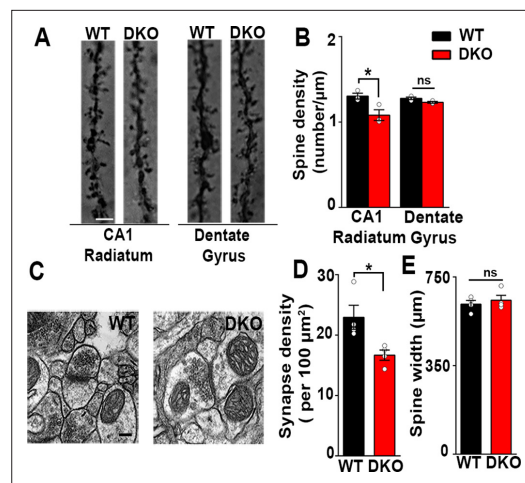 A
WT DKO WT DKO
CA1
Radiatum
Dentate
Gyrus
B
WT
DKO
Spine density
(number/µm)
2
1
0
*
ns
CA1
Radiatum
Dentate
Gyrus
C
WT
DKO
D
Synapse density
( per 100 µm²)
30
20
10
0
*
WT DKO
E
Spine width (µm)
750
350
0
ns
WT DKO